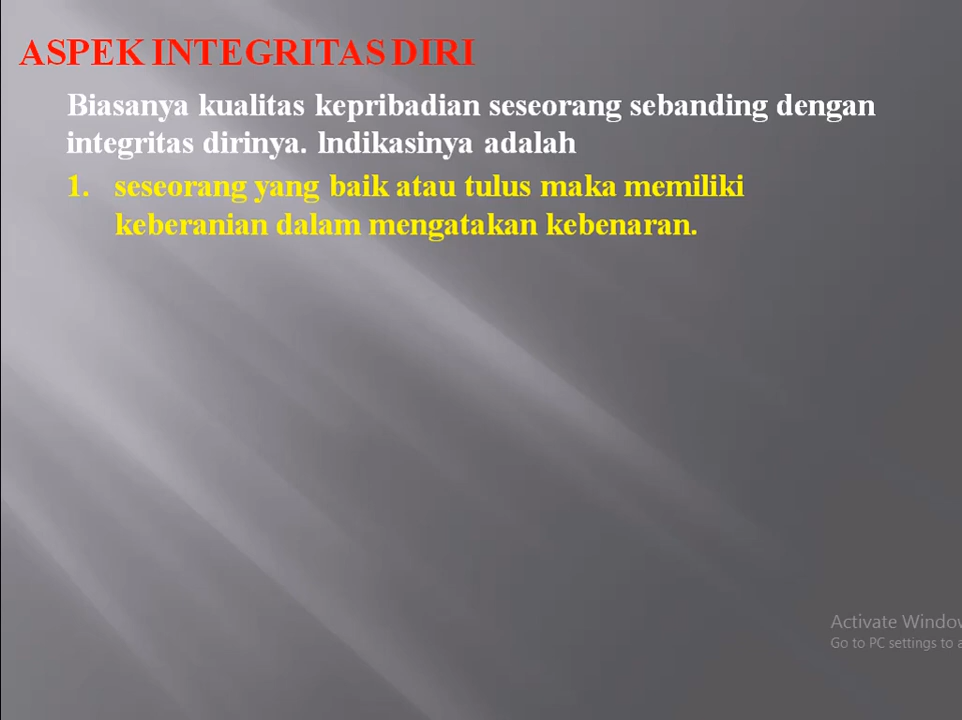 ASPEK INTEGRITAS DIRI
Biasanya kualitas kepribadian seseorang sebanding dengan
integritas dirinya. lndikasinya adalah
1. seseorang yang baik atau tulus maka memiliki
keberanian dalam mengatakan kebenaran.
Activate Window
Go to PC settings to a